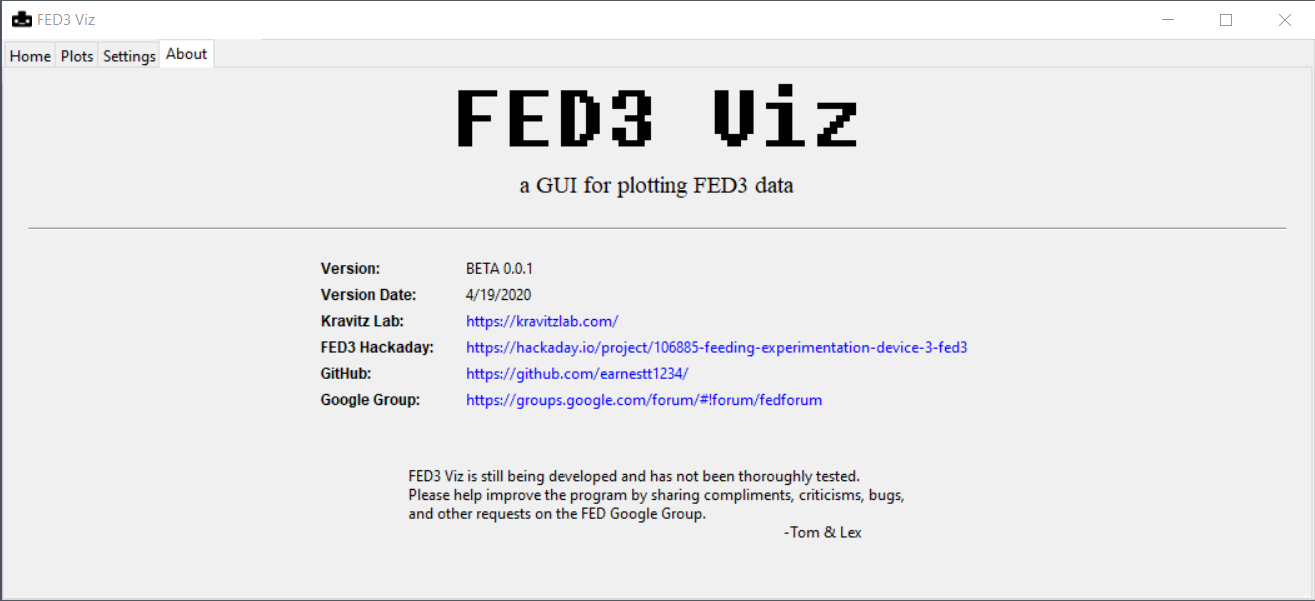 FED3 Viz
Home Plots Settings About
FED3 Viz
a GUI for plotting FED3 data
Version: BETA 0.0.1
Version Date: 4/19/2020
Kravitz Lab: https://kravitzlab.com/
FED3 Hackaday: https://hackaday.io/project/106885-feeding-experimentation-device-3-fed3
GitHub: https://github.com/earnestt1234/
Google Group: https://groups.google.com/forum/#!forum/fedforum
FED3 Viz is still being developed and has not been thoroughly tested.
Please help improve the program by sharing compliments, criticisms, bugs,
and other requests on the FED Google Group.
-Tom & Lex